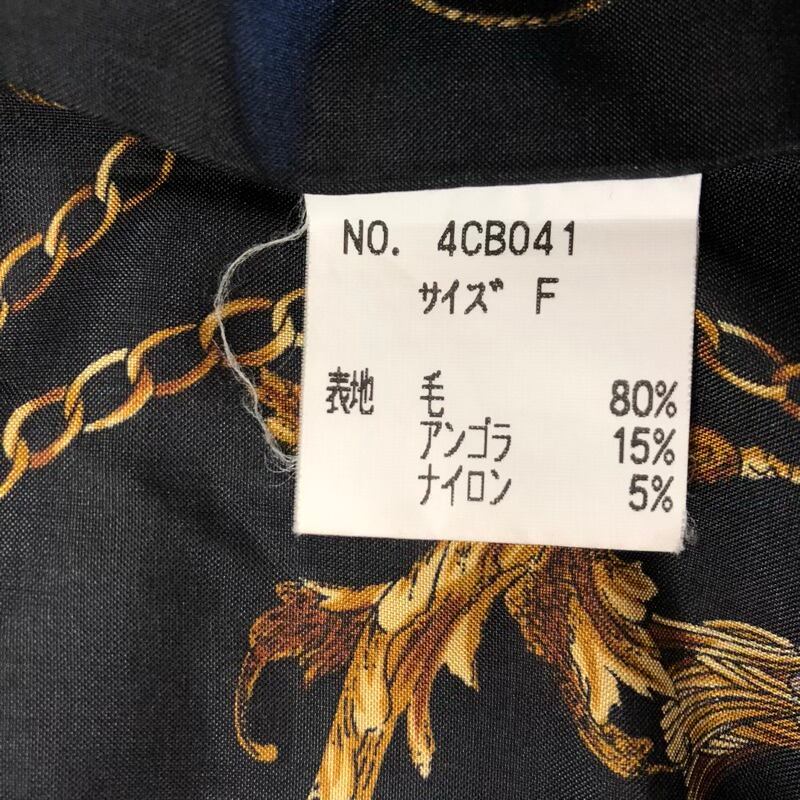 NO. 4CB041
サイズ F
表地 毛 80%
アンゴラ 15%
ナイロン 5%